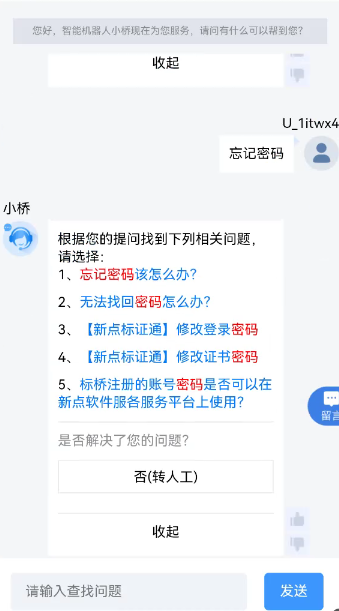 您好，智能机器人小桥现在为您服务，请问有什么可以帮到您?
收起
U_1itwx4
忘记密码
小桥
根据您的提问找到下列相关问题，
请选择：
1、忘记密码该怎么办?
2、无法找回密码怎么办?
3、【新点标证通】修改登录密码
4、【新点标证通】修改证书密码
5、标桥注册的账号密码是否可以在
新点软件服各服务平台上使用?
留言
是否解决了您的问题?
否(转人工)
收起
请输入查找问题
发送